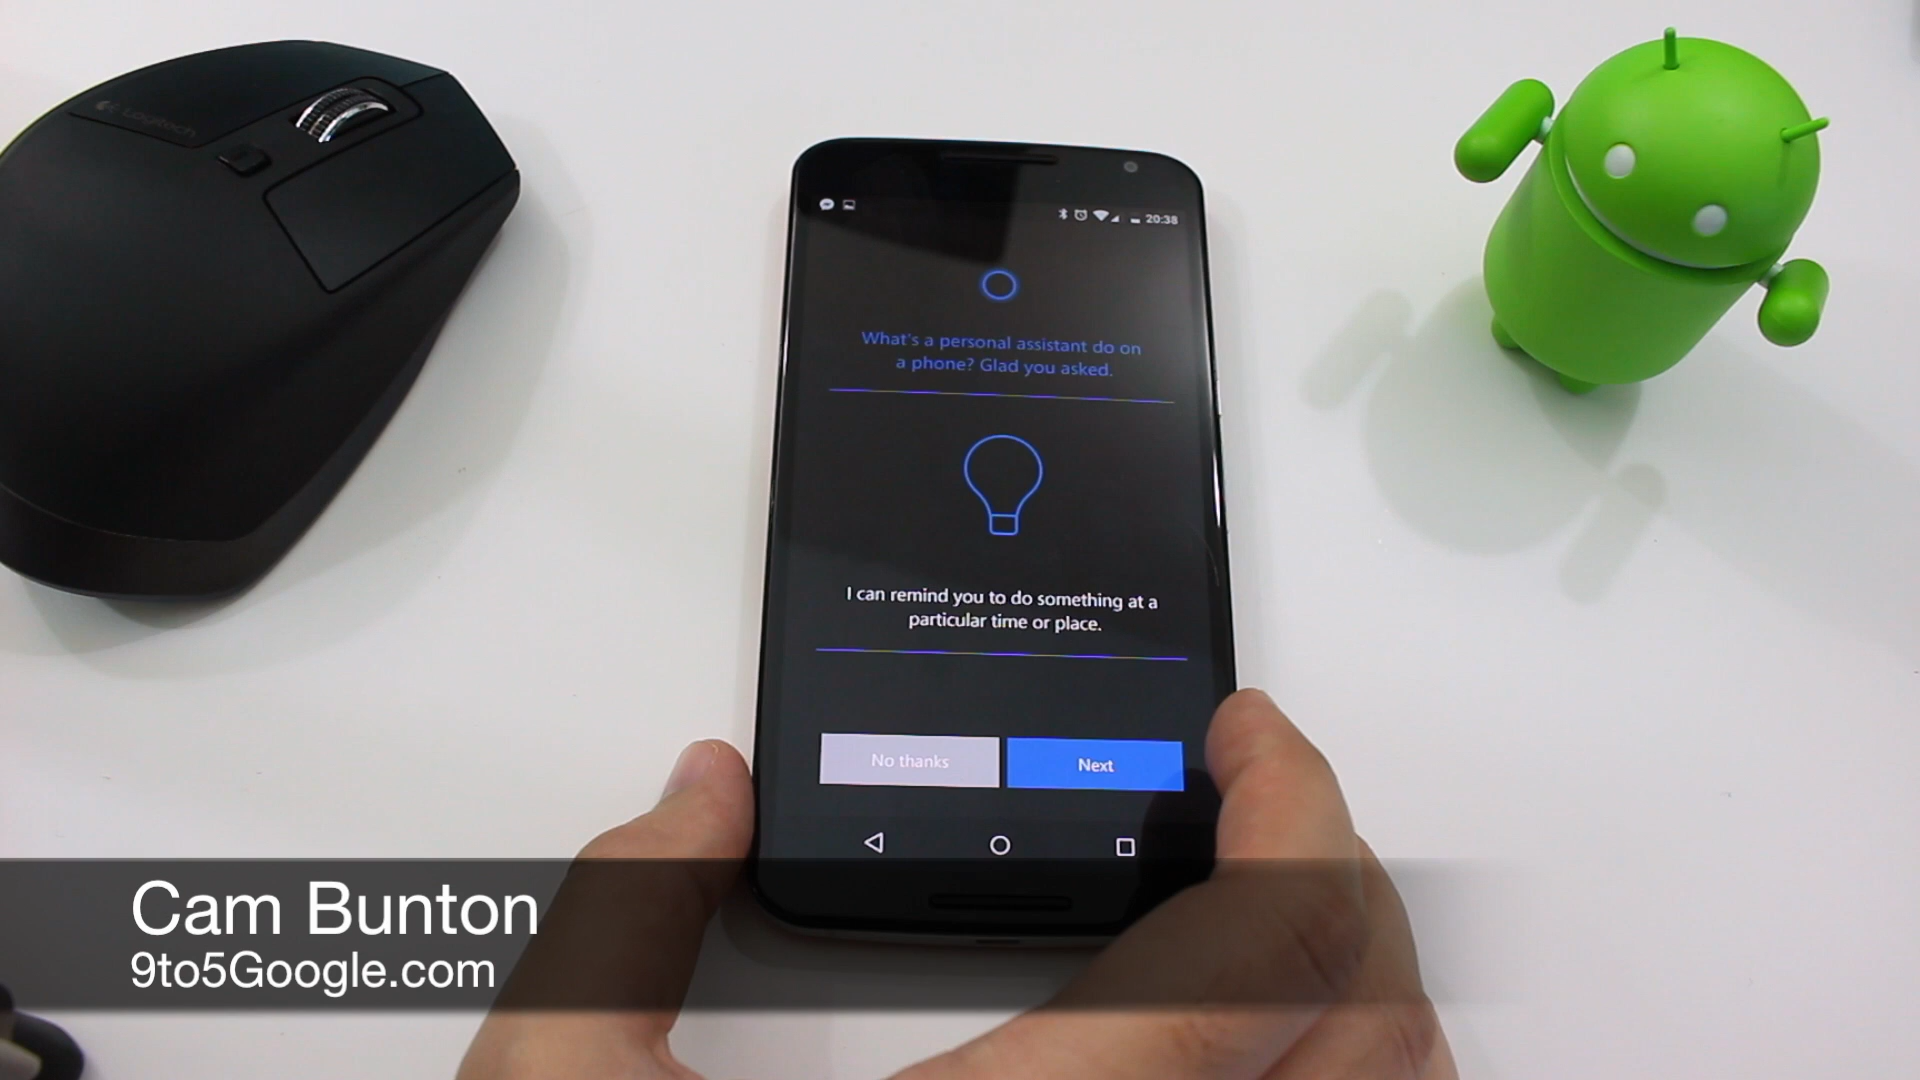 Logitech
20:38
What's a personal assistant do on
a phone? Glad you asked.
I can remind you to do something at a
particular time or place.
No thanks
Next
Cam Bunton
9to5Google.com